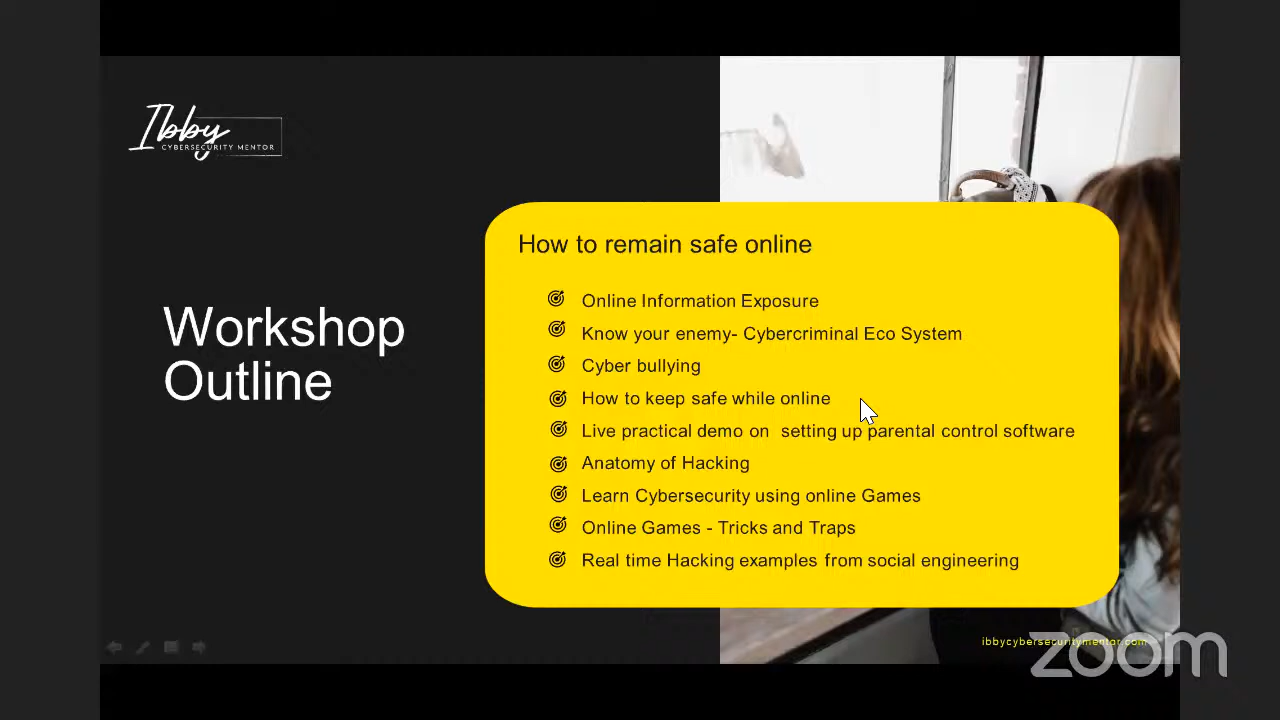 Ibby
CYBERSECURITY MENTOR
Workshop
Outline
How to remain safe online
Online Information Exposure
Know your enemy- Cybercriminal Eco System
Cyber bullying
How to keep safe while online
Live practical demo on setting up parental control software
Anatomy of Hacking
Learn Cybersecurity using online Games
Online Games - Tricks and Traps
Real time Hacking examples from social engineering
ibbycybersecuritymentor.com
zoom